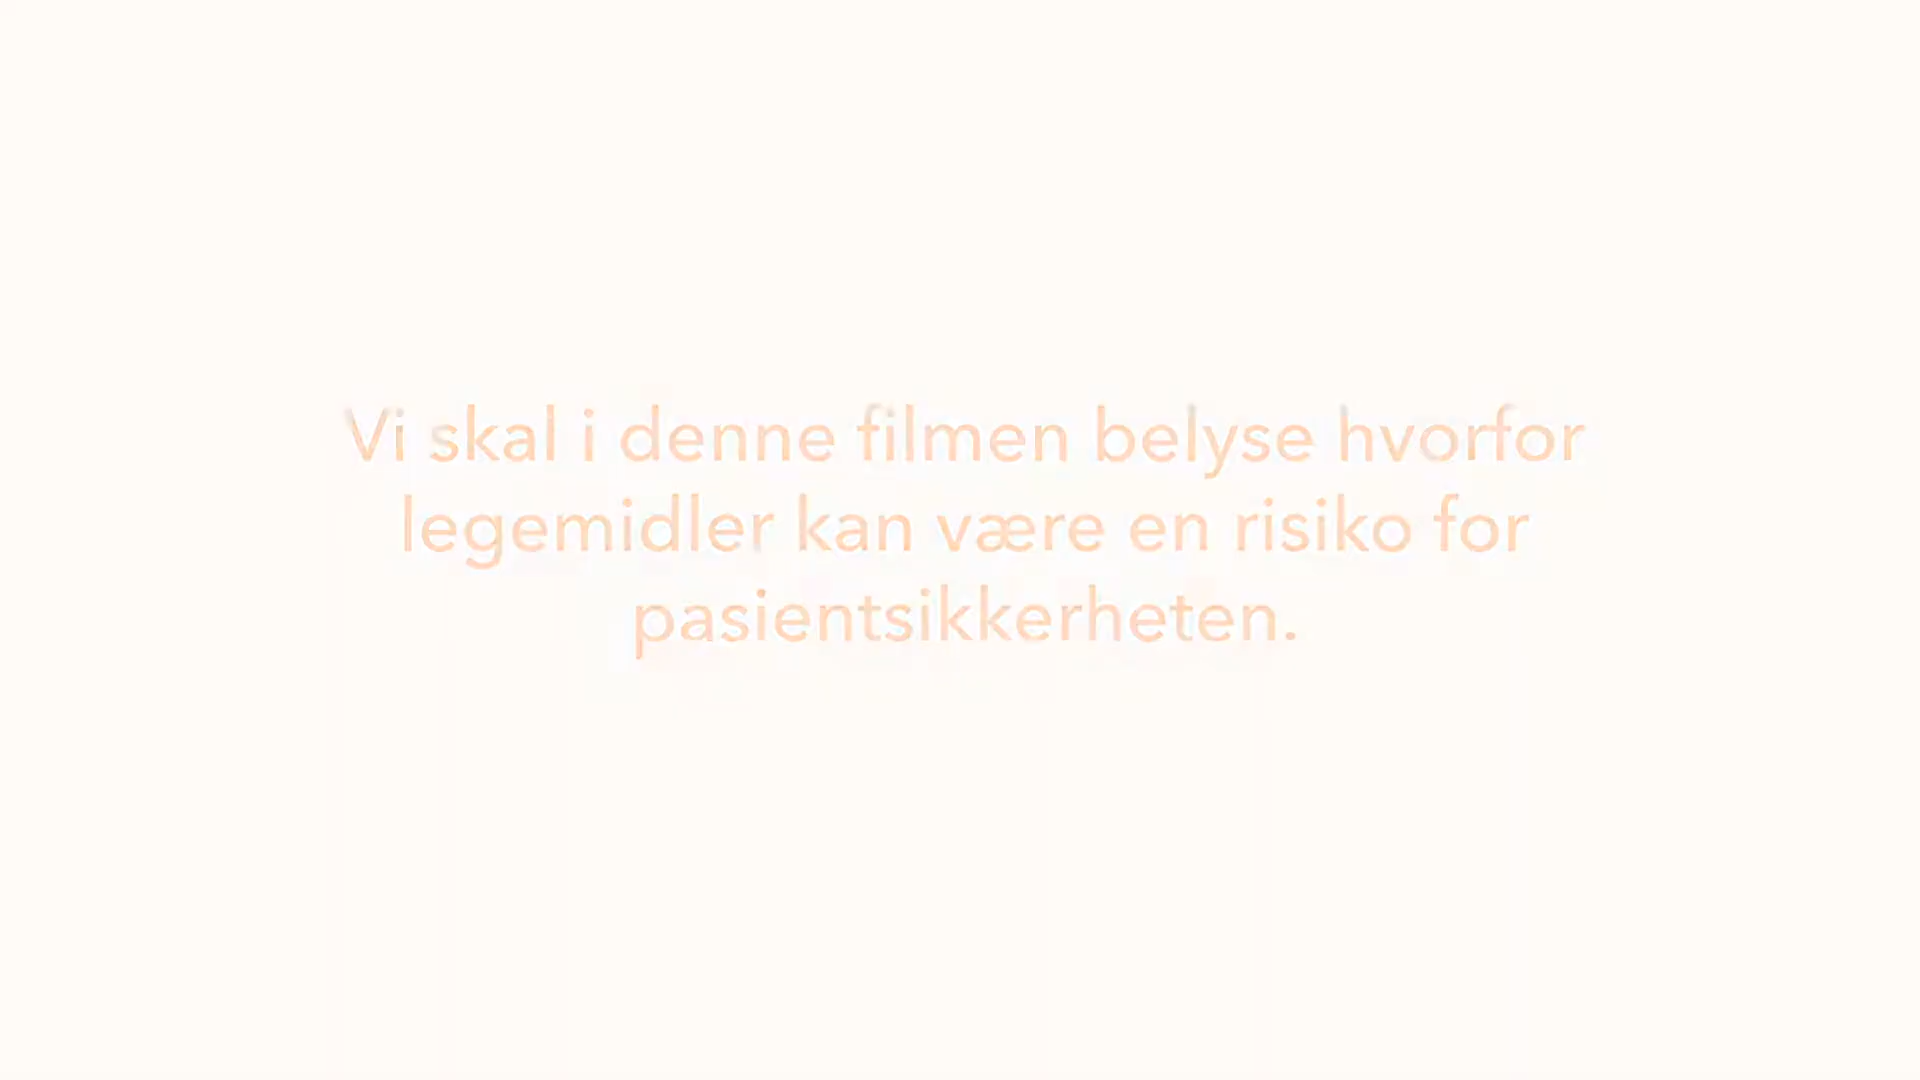 Vi skal i denne filmen belyse hvorfor
legemidler kan være en risiko for
pasientsikkerheten.